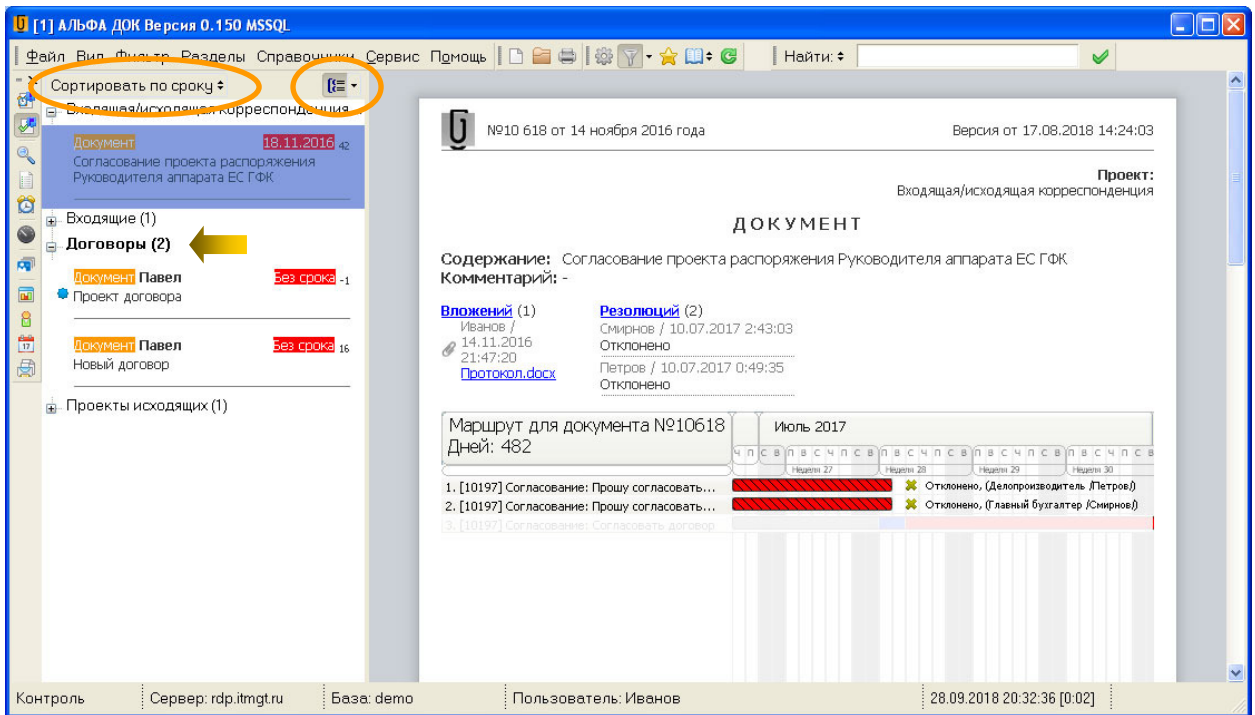 [1] АЛЬФА ДОК Версия 0.150 MSSQL
Файл Вид Фильтр Разделы Справочники Сервис Помощь Найти:
Сортировать по сроку
Входящая/исходящая корреспонденция
Документ 18.11.2016 42
Согласование проекта распоряжения
Руководителя аппарата ЕС ГФК
Входящие (1)
Договоры (2)
Документ Павел Без срока -1
Проект договора
Документ Павел Без срока 16
Новый договор
Проекты исходящих (1)
№10 618 от 14 ноября 2016 года Версия от 17.08.2018 14:24:03
Проект:
Входящая/исходящая корреспонденция
ДОКУМЕНТ
Содержание: Согласование проекта распоряжения Руководителя аппарата ЕС ГФК
Комментарий: -
Вложений (1)
Иванов /
14.11.2016
21:47:20
Протокол.docx
Резолюций (2)
Смирнов / 10.07.2017 2:43:03
Отклонено
Петров / 10.07.2017 0:49:35
Отклонено
Маршрут для документа №10618
Дней: 482
Июль 2017
Ч П С В П В С Ч П С В П В С Ч П С В П В С Ч П С В П В С Ч П С В
Неделя 27 Неделя 28 Неделя 29 Неделя 30
1. [10197] Согласование: Прошу согласовать... Отклонено, (Делопроизводитель /Петров/)
2. [10197] Согласование: Прошу согласовать... Отклонено, (Главный бухгалтер /Смирнов/)
3. [10197] Согласование: Согласовать договор
Контроль Сервер: rdp.itmgt.ru База: demo Пользователь: Иванов 28.09.2018 20:32:36 [0:02]